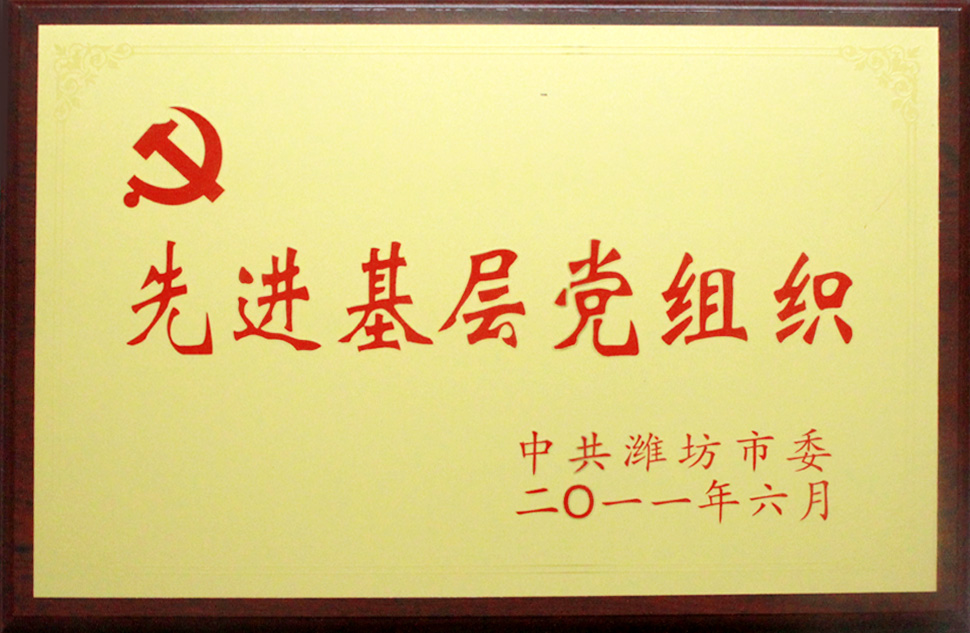 先进基层党组织
中共潍坊市委
二〇一一年六月